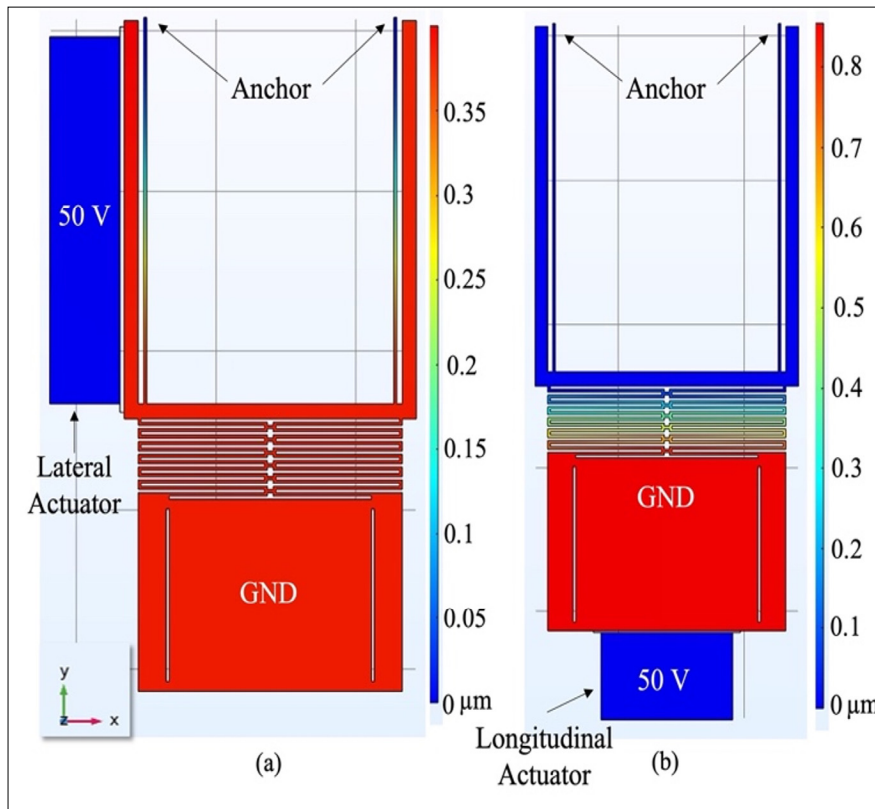 Anchor
0.35
50 V
0.3
0.25
0.2
Lateral
Actuator
0.15
0.1
GND
0.05
0 µm
y
z
x
(a)
Anchor
0.8
0.7
0.6
0.5
0.4
0.3
GND
0.2
0.1
50 V
0 µm
Longitudinal
Actuator
(b)